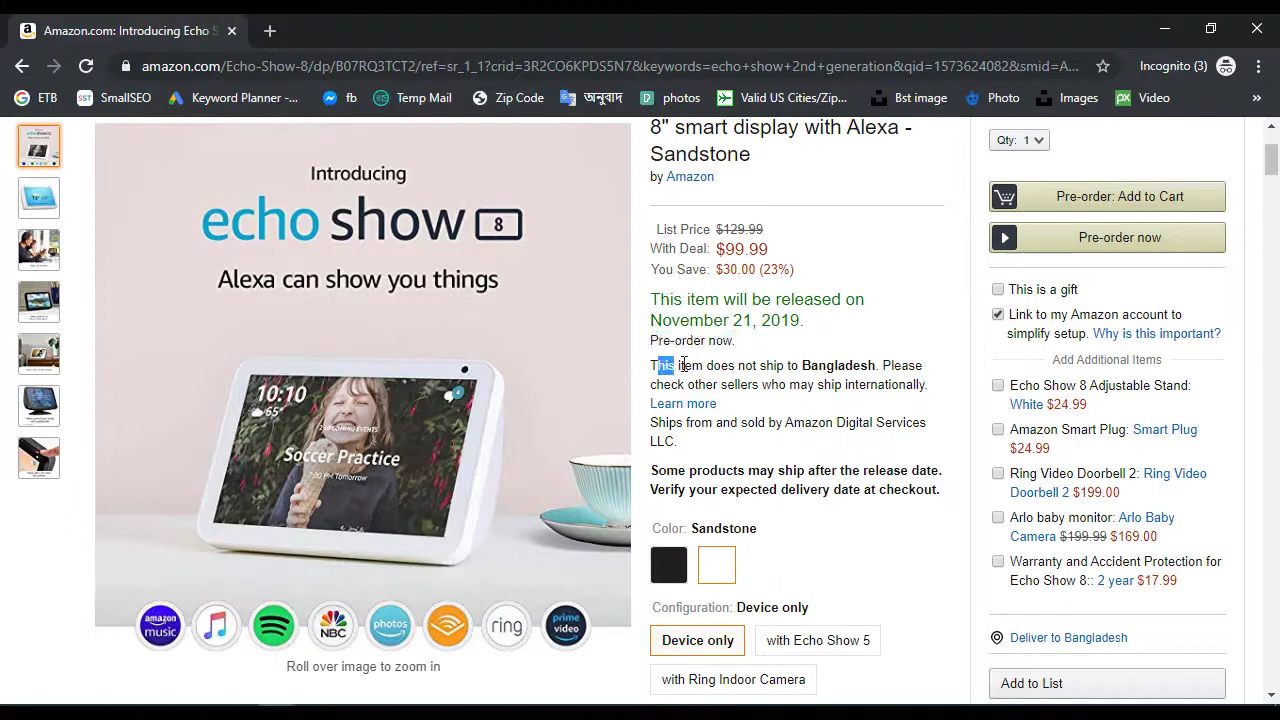 Amazon.com: Introducing Echo S
amazon.com/Echo-Show-8/dp/B07RQ3TCT2/ref=sr_1_1?crid=3R2CO6KPDS5N7&keywords=echo+show+2nd+generation&qid=1573624082&smid=A...
Incognito (3)
ETB
SmallSEO
Keyword Planner -...
fb
Temp Mail
Zip Code
অনুবাদ
photos
Valid US Cities/Zip...
Bst image
Photo
Images
Video
»
Introducing
echo show 8
Alexa can show you things
10:10
65°
2 UPCOMING EVENTS
Soccer Practice
7:00 PM Tomorrow
amazon music
NBC
photos
ring
prime video
Roll over image to zoom in
8" smart display with Alexa -
Sandstone
by Amazon
List Price $129.99
With Deal: $99.99
You Save: $30.00 (23%)
This item will be released on
November 21, 2019.
Pre-order now.
This item does not ship to Bangladesh. Please
check other sellers who may ship internationally.
Learn more
Ships from and sold by Amazon Digital Services
LLC.
Some products may ship after the release date.
Verify your expected delivery date at checkout.
Color: Sandstone
Configuration: Device only
Device only
with Echo Show 5
with Ring Indoor Camera
Qty: 1
Pre-order: Add to Cart
Pre-order now
This is a gift
Link to my Amazon account to
simplify setup. Why is this important?
Add Additional Items
Echo Show 8 Adjustable Stand:
White $24.99
Amazon Smart Plug: Smart Plug
$24.99
Ring Video Doorbell 2: Ring Video
Doorbell 2 $199.00
Arlo baby monitor: Arlo Baby
Camera $199.99 $169.00
Warranty and Accident Protection for
Echo Show 8:: 2 year $17.99
Deliver to Bangladesh
Add to List